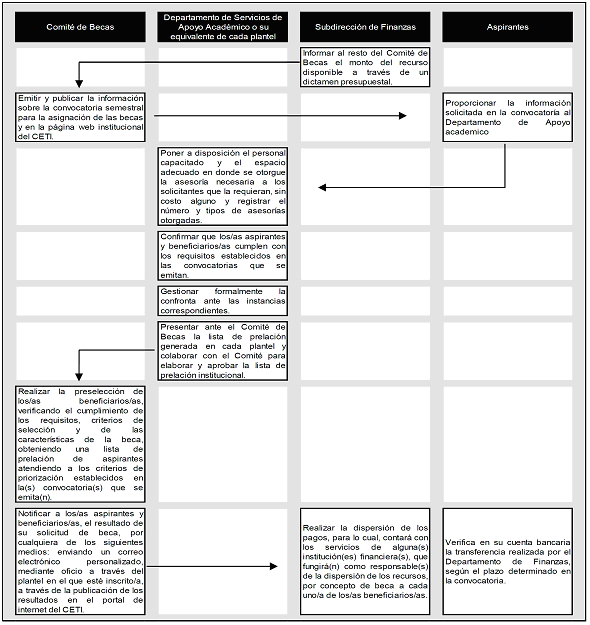 Comité de Becas
Departamento de Servicios de
Apoyo Académico o su
equivalente de cada plantel
Subdirección de Finanzas
Aspirantes
Informar al resto del Comité de
Becas el monto del recurso
disponible a través de un
dictamen presupuestal.
Emitir y publicar la información
sobre la convocatoria semestral
para la asignación de las becas
y en la página web institucional
del CETI.
Proporcionar la información
solicitada en la convocatoria al
Departamento de Apoyo
academico
Poner a disposición el personal
capacitado y el espacio
adecuado en donde se otorgue
la asesoría necesaria a los
solicitantes que la requieran, sin
costo alguno y registrar el
número y tipos de asesorías
otorgadas.
Confirmar que los/as aspirantes
y beneficiarios/as cumplen con
los requisitos establecidos en
las convocatorias que se
emitan.
Gestionar formalmente la
confronta ante las instancias
correspondientes.
Presentar ante el Comité de
Becas la lista de prelación
generada en cada plantel y
colaborar con el Comité para
elaborar y aprobar la lista de
prelación institucional.
Realizar la preselección de
los/as beneficiarios/as,
verificando el cumplimiento de
los requisitos, criterios de
selección y de las
características de la beca,
obteniendo una lista de
prelación de aspirantes
atendiendo a los criterios de
priorización establecidos en
la(s) convocatoria(s) que se
emita(n).
Notificar a los/as aspirantes y
beneficiarios/as, el resultado de
su solicitud de beca, por
cualquiera de los siguientes
medios: enviando un correo
electrónico personalizado,
mediante oficio a través del
plantel en el que esté inscrito/a,
a través de la publicación de los
resultados en el portal de
internet del CETI.
Realizar la dispersión de los
pagos, para lo cual, contará con
los servicios de alguna(s)
institución(es) financiera(s), que
fungirá(n) como responsable(s)
de la dispersión de los recursos,
por concepto de beca a cada
uno/a de los/as beneficiarios/as.
Verifica en su cuenta bancaria
la transferencia realizada por el
Departamento de Finanzas,
según el plazo determinado en
la convocatoria.